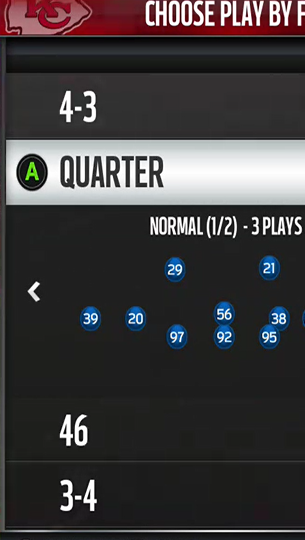 KC
CHOOSE PLAY BY F
4-3
A QUARTER
NORMAL (1/2) - 3 PLAYS
29 21
39 20 56 38
97 92 95
46
3-4